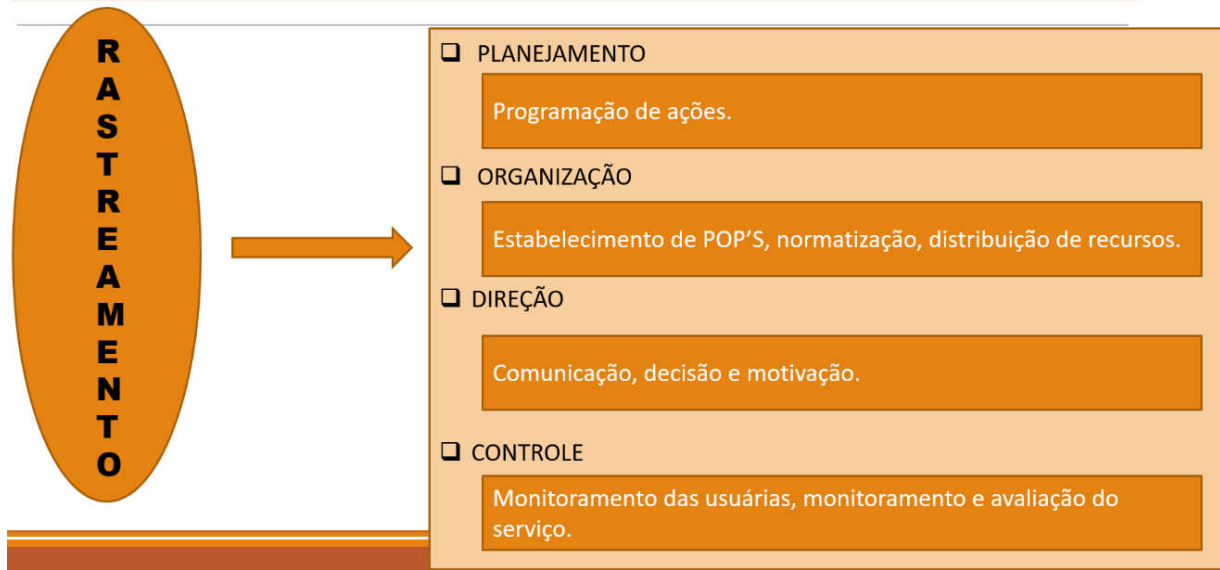 RASTREAMENTO
PLANEJAMENTO
Programação de ações.
ORGANIZAÇÃO
Estabelecimento de POP'S, normatização, distribuição de recursos.
DIREÇÃO
Comunicação, decisão e motivação.
CONTROLE
Monitoramento das usuárias, monitoramento e avaliação do
serviço.